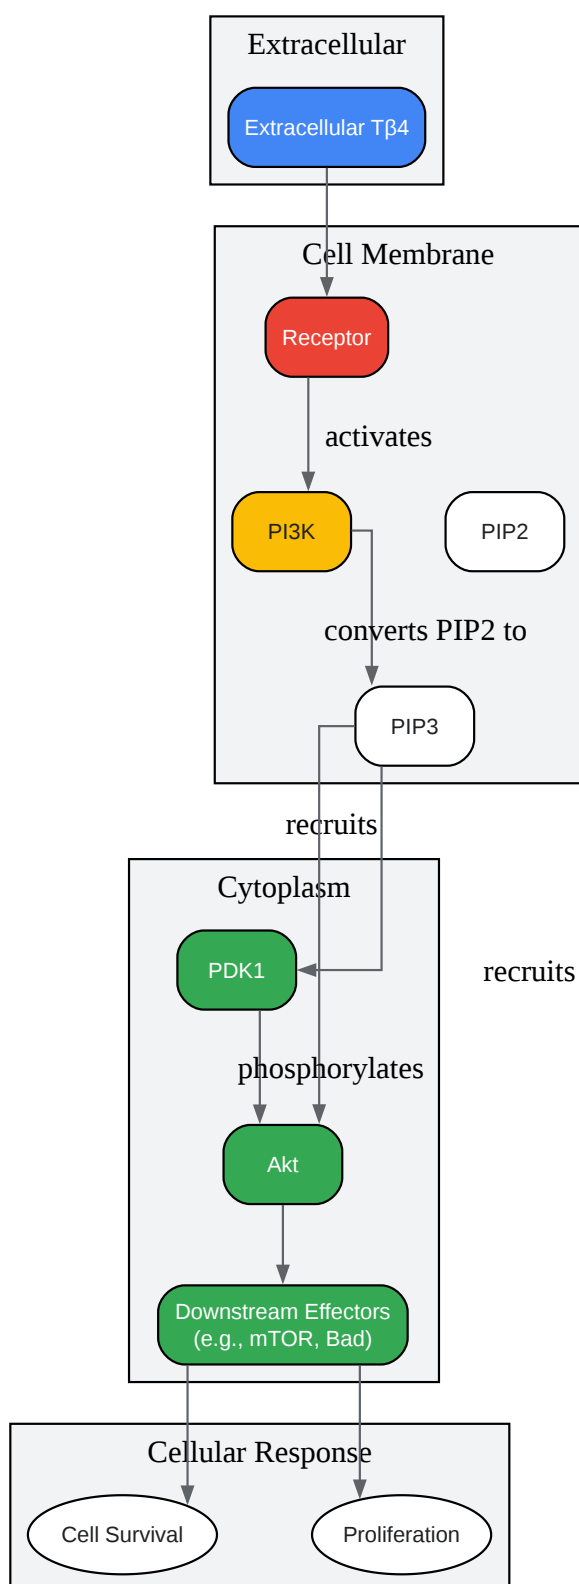 Extracellular
Extracellular Tβ4
Cell Membrane
Receptor
activates
PI3K
PIP2
converts PIP2 to
PIP3
recruits
Cytoplasm
PDK1
recruits
phosphorylates
Akt
Downstream Effectors
(e.g., mTOR, Bad)
Cellular Response
Cell Survival
Proliferation